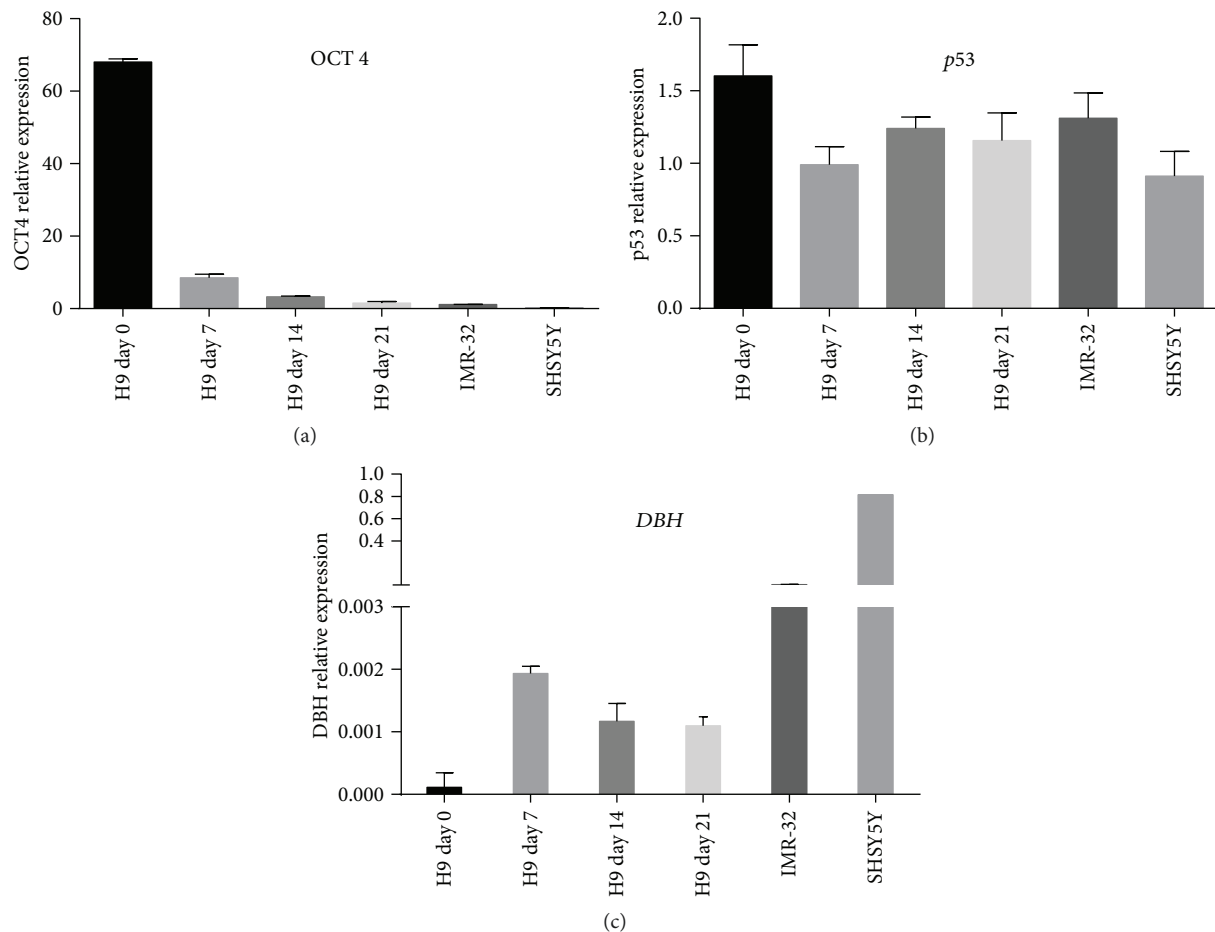 OCT 4
OCT4 relative expression
80
60
40
20
0
H9 day 0
H9 day 7
H9 day 14
H9 day 21
IMR-32
SHSY5Y
(a)
p53
p53 relative expression
2.0
1.5
1.0
0.5
0.0
H9 day 0
H9 day 7
H9 day 14
H9 day 21
IMR-32
SHSY5Y
(b)
DBH
DBH relative expression
1.0
0.8
0.6
0.4
0.003
0.002
0.001
0.000
H9 day 0
H9 day 7
H9 day 14
H9 day 21
IMR-32
SHSY5Y
(c)